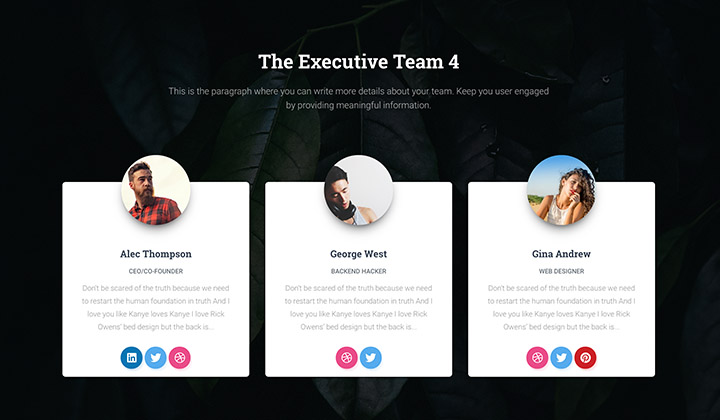 The Executive Team 4
This is the paragraph where you can write more details about your team. Keep you user engaged
by providing meaningful information.
Alec Thompson
CEO/CO-FOUNDER
Don't be scared of the truth because we need
to restart the human foundation in truth And I
love you like Kanye loves Kanye I love Rick
Owens' bed design but the back is...
George West
BACKEND HACKER
Don't be scared of the truth because we need
to restart the human foundation in truth And I
love you like Kanye loves Kanye I love Rick
Owens' bed design but the back is...
Gina Andrew
WEB DESIGNER
Don't be scared of the truth because we need
to restart the human foundation in truth And I
love you like Kanye loves Kanye I love Rick
Owens' bed design but the back is...